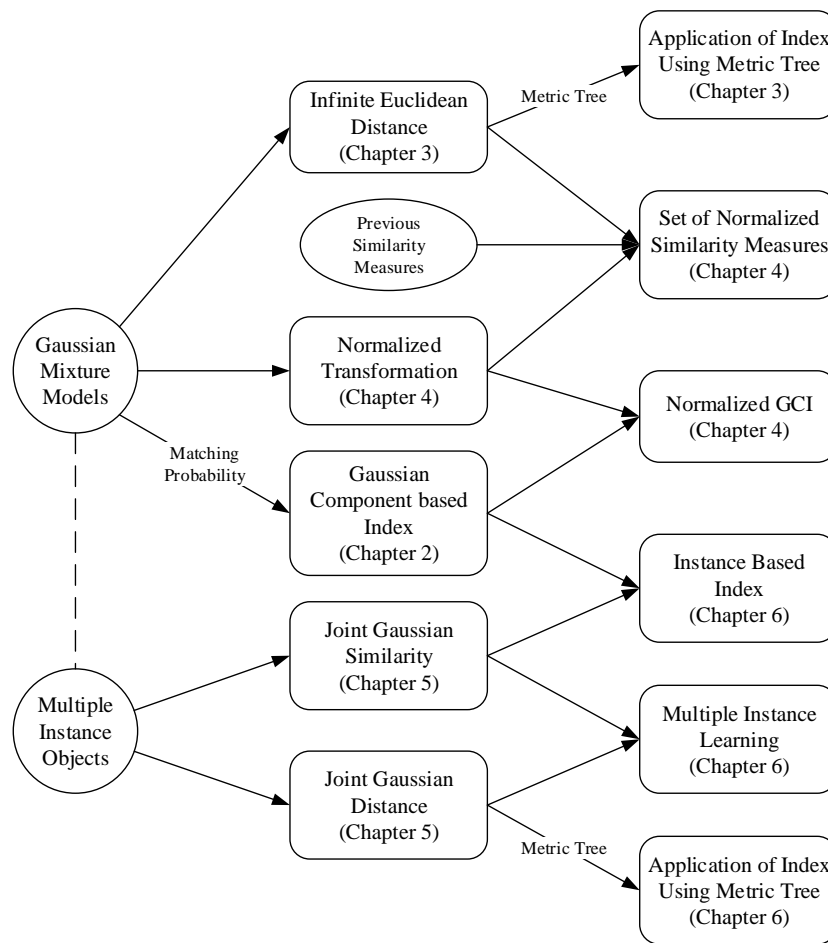 Application of Index
Using Metric Tree
(Chapter 3)
Metric Tree
Infinite Euclidean
Distance
(Chapter 3)
Previous
Similarity
Measures
Set of Normalized
Similarity Measures
(Chapter 4)
Gaussian
Mixture
Models
Normalized
Transformation
(Chapter 4)
Normalized GCI
(Chapter 4)
Matching
Probability
Gaussian
Component based
Index
(Chapter 2)
Instance Based
Index
(Chapter 6)
Joint Gaussian
Similarity
(Chapter 5)
Multiple
Instance
Objects
Multiple Instance
Learning
(Chapter 6)
Joint Gaussian
Distance
(Chapter 5)
Metric Tree
Application of Index
Using Metric Tree
(Chapter 6)